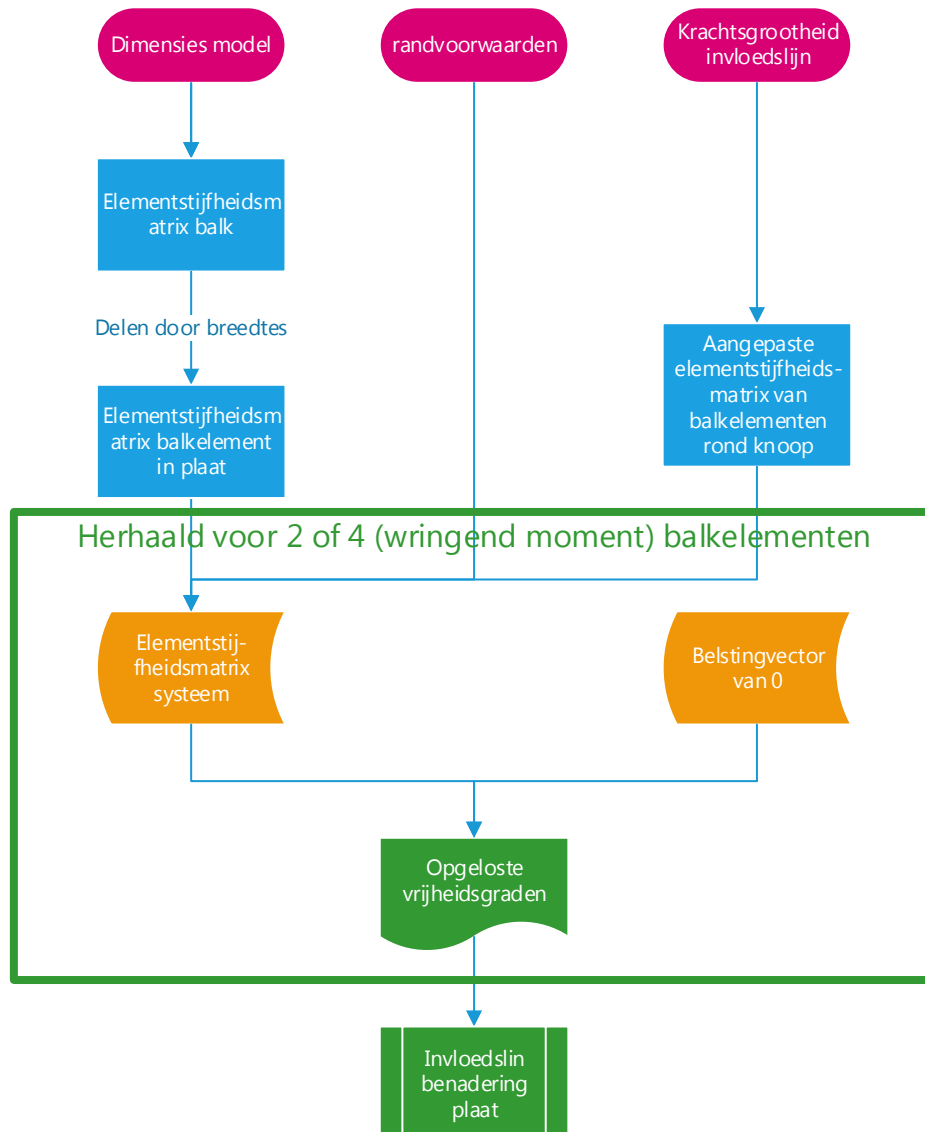 Dimensies model
randvoorwaarden
Krachtsgrootheid
invloedslijn
Elementstijfheidsm
atrix balk
Delen door breedtes
Aangepaste
elementstijfheids-
matrix van
balkelementen
rond knoop
Elementstijfheidsm
atrix balkelement
in plaat
Herhaald voor 2 of 4 (wringend moment) balkelementen
Elementstij-
fheidsmatrix
systeem
Belstingvector
van 0
Opgeloste
vrijheidsgraden
Invloedslin
benadering
plaat